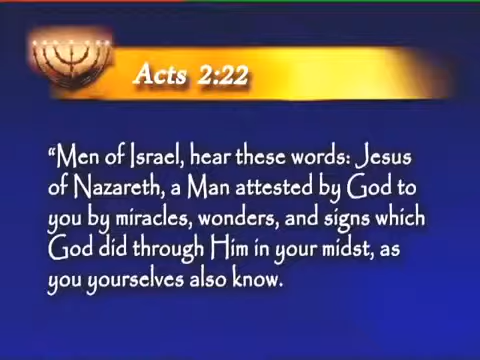 Acts 2:22
“Men of Israel, hear these words: Jesus
of Nazareth, a Man attested by God to
you by miracles, wonders, and signs which
God did through Him in your midst, as
you yourselves also know.